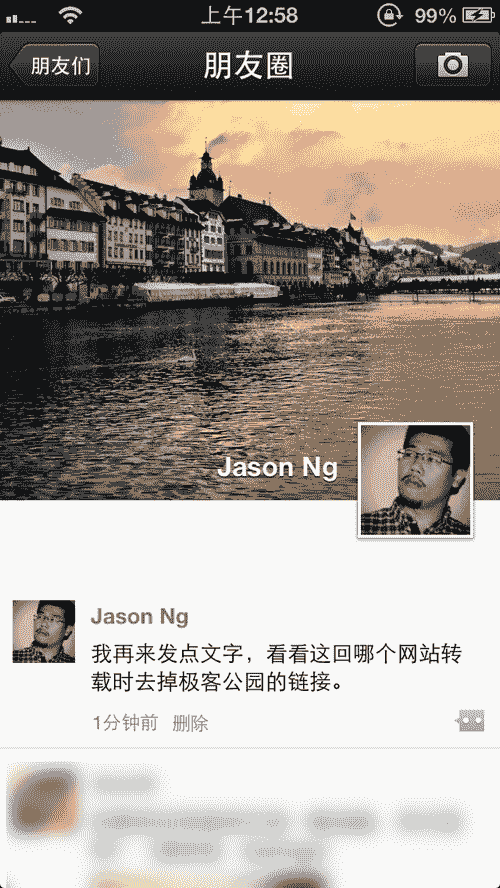 上午12:58
99%
朋友们
朋友圈
Jason Ng
Jason Ng
我再来发点文字，看看这回哪个网站转
载时去掉极客公园的链接。
1分钟前 删除